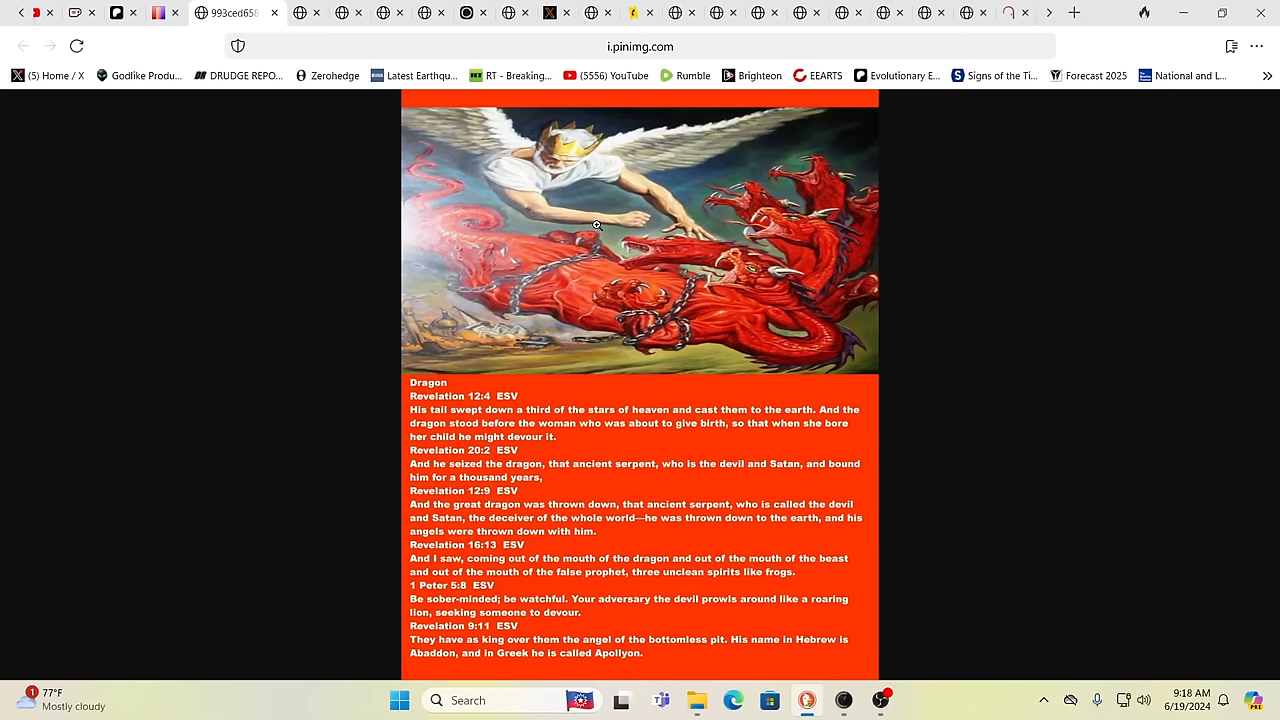 993ced658
i.pinimg.com
(5) Home / X
Godlike Produ...
DRUDGE REPO...
Zerohedge
Latest Earthqu...
RT - Breaking...
(5556) YouTube
Rumble
Brighteon
EEARTS
Evolutionary E...
Signs of the Ti...
Forecast 2025
National and L...
Dragon
Revelation 12:4 ESV
His tail swept down a third of the stars of heaven and cast them to the earth. And the
dragon stood before the woman who was about to give birth, so that when she bore
her child he might devour it.
Revelation 20:2 ESV
And he seized the dragon, that ancient serpent, who is the devil and Satan, and bound
him for a thousand years,
Revelation 12:9 ESV
And the great dragon was thrown down, that ancient serpent, who is called the devil
and Satan, the deceiver of the whole world—he was thrown down to the earth, and his
angels were thrown down with him.
Revelation 16:13 ESV
And I saw, coming out of the mouth of the dragon and out of the mouth of the beast
and out of the mouth of the false prophet, three unclean spirits like frogs.
1 Peter 5:8 ESV
Be sober-minded; be watchful. Your adversary the devil prowls around like a roaring
lion, seeking someone to devour.
Revelation 9:11 ESV
They have as king over them the angel of the bottomless pit. His name in Hebrew is
Abaddon, and in Greek he is called Apollyon.
1
77°F
Mostly cloudy
Search
9:18 AM
6/19/2024
PRE